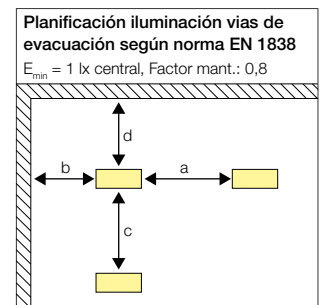 Planificación iluminación vias de
evacuación según norma EN 1838
Emin = 1 lx central, Factor mant.: 0,8
d
b
a
c